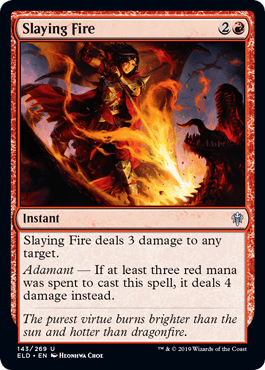 Slaying Fire 2
Instant
Slaying Fire deals 3 damage to any
target.
Adamant — If at least three red mana
was spent to cast this spell, it deals 4
damage instead.
The purest virtue burns brighter than the
sun and hotter than dragonfire.
143/269 U
ELD • EN Heonhwa Choe
™ & © 2019 Wizards of the Coast